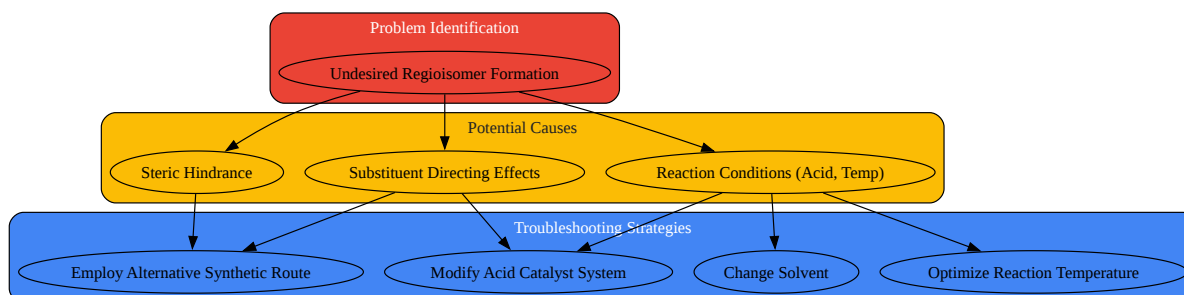 Problem Identification
Undesired Regioisomer Formation
Potential Causes
Steric Hindrance
Substituent Directing Effects
Reaction Conditions (Acid, Temp)
Troubleshooting Strategies
Employ Alternative Synthetic Route
Modify Acid Catalyst System
Change Solvent
Optimize Reaction Temperature